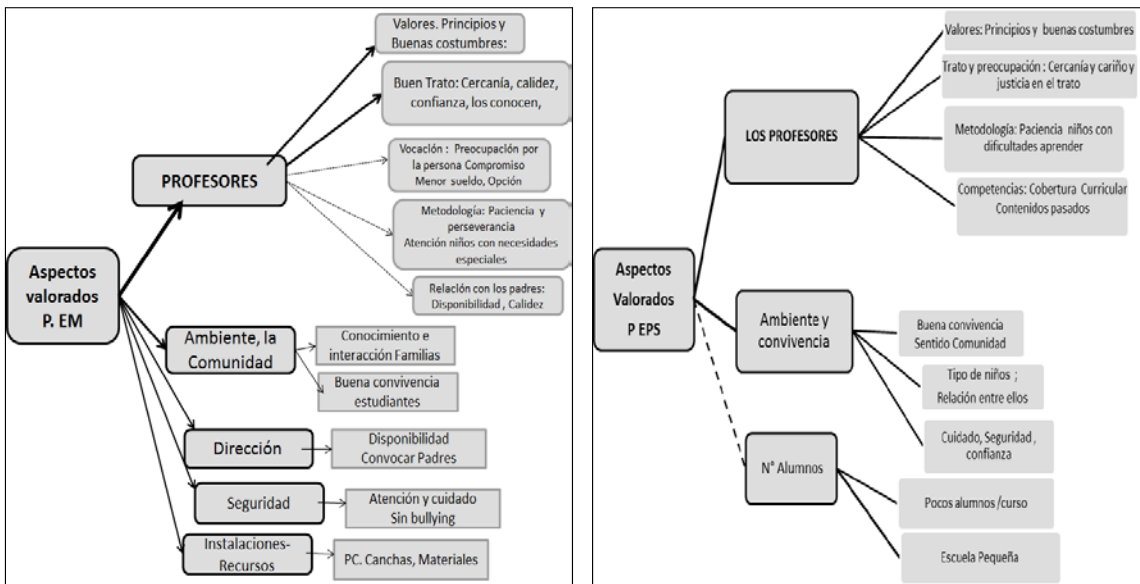 Aspectos
valorados
P. EM
PROFESORES
Valores. Principios y
Buenas costumbres:
Buen Trato: Cercanía, calidez,
confianza, los conocen,
Vocación : Preocupación por
la persona Compromiso
Menor sueldo, Opción
Metodología: Paciencia y
perseverancia
Atención niños con necesidades
especiales
Relación con los padres:
Disponibilidad , Calidez
Ambiente, la
Comunidad
Conocimiento e
interacción Familias
Buena convivencia
estudiantes
Dirección
Disponibilidad
Convocar Padres
Seguridad
Atención y cuidado
Sin bullying
Instalaciones-
Recursos
PC. Canchas, Materiales
Aspectos
Valorados
P EPS
LOS PROFESORES
Valores: Principios y buenas costumbres
Trato y preocupación : Cercanía y cariño y
justicia en el trato
Metodología: Paciencia niños con
dificultades aprender
Competencias: Cobertura Curricular
Contenidos pasados
Ambiente y
convivencia
Buena convivencia
Sentido Comunidad
Tipo de niños ;
Relación entre ellos
Cuidado, Seguridad ,
confianza
N° Alumnos
Pocos alumnos /curso
Escuela Pequeña